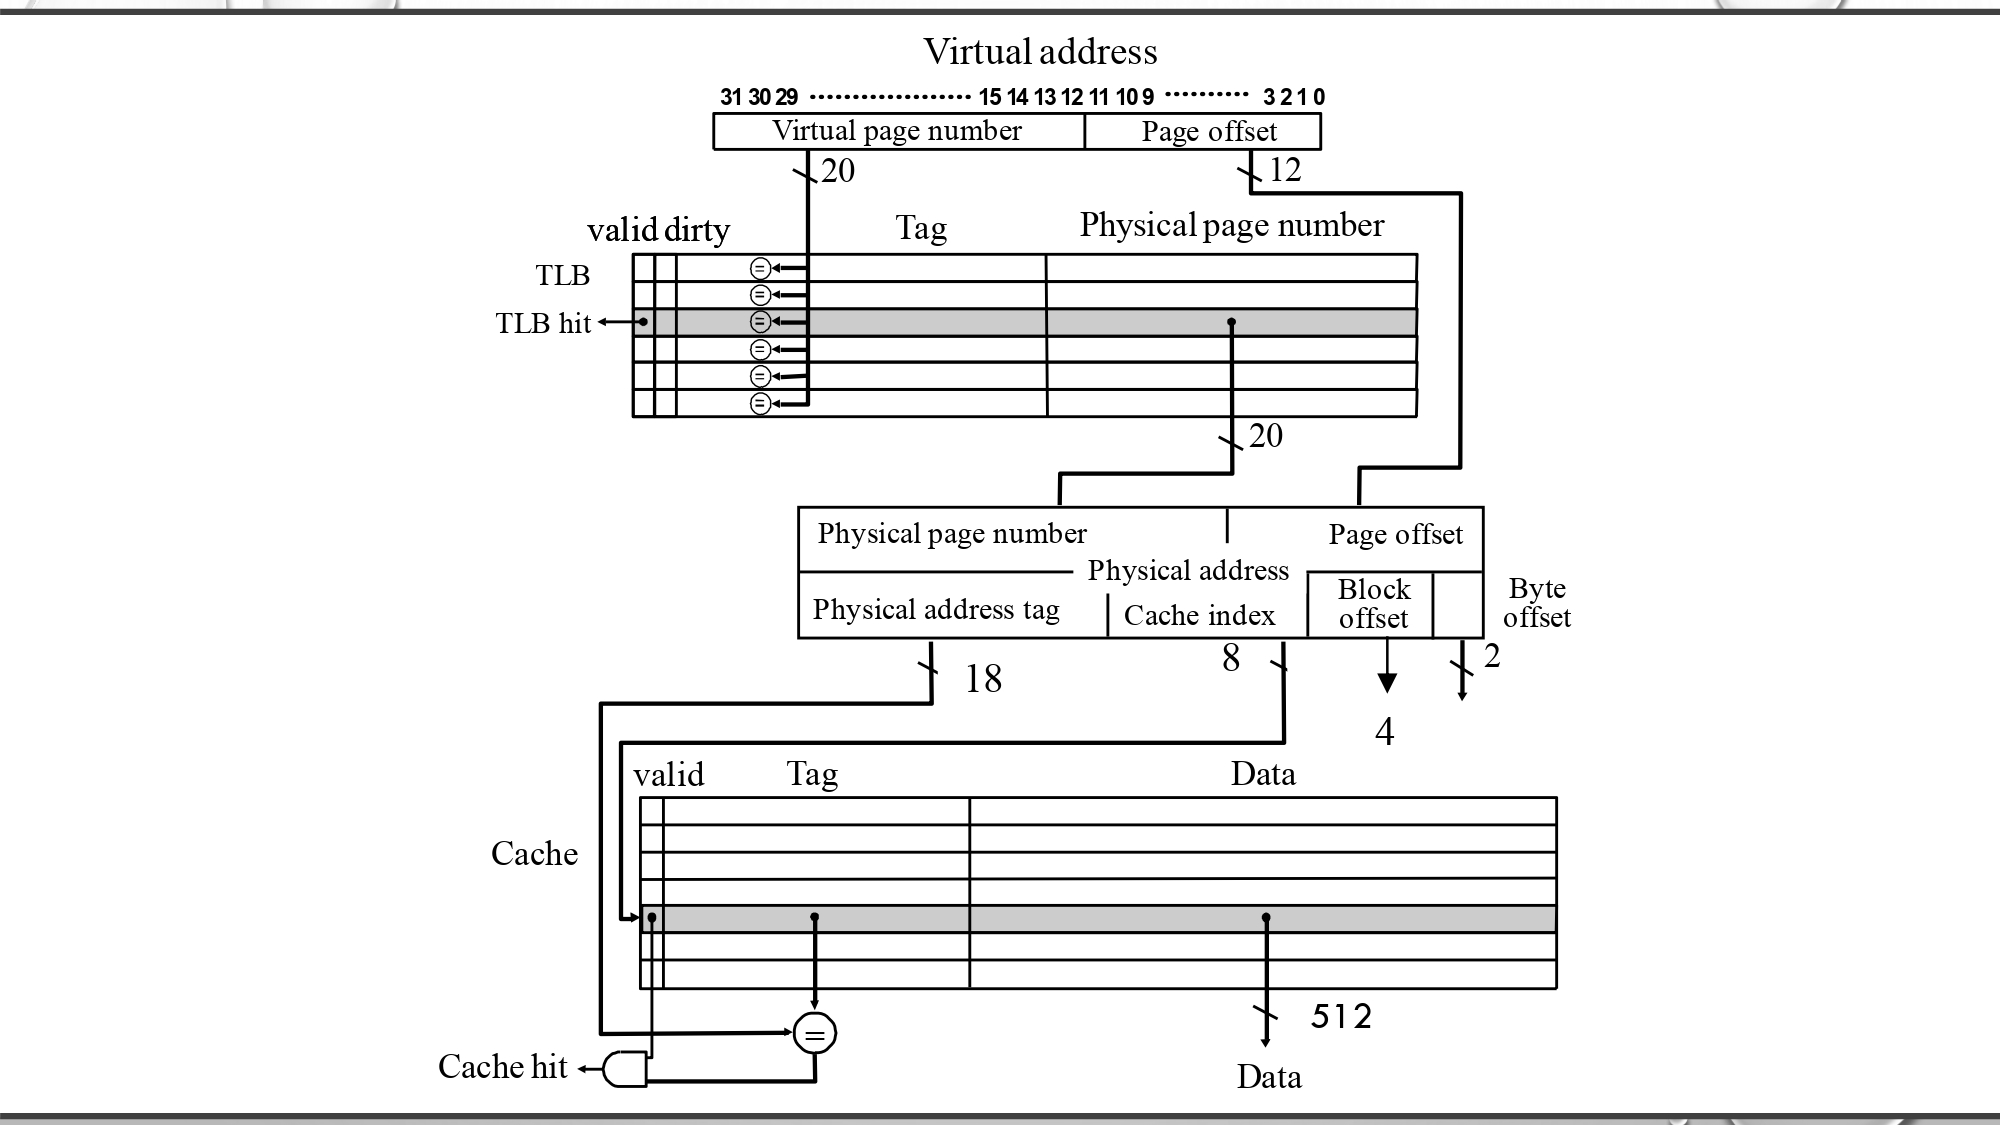 Virtual address
31 30 29 ................... 15 14 13 12 11 10 9 .......... 3 2 1 0
Virtual page number Page offset
20 12
valid dirty Tag Physical page number
TLB
TLB hit
=
=
=
=
=
=
20
Physical page number Page offset
Physical address
Physical address tag Cache index Block offset Byte offset
18 8 4 2
valid Tag Data
Cache
512
=
Cache hit
Data